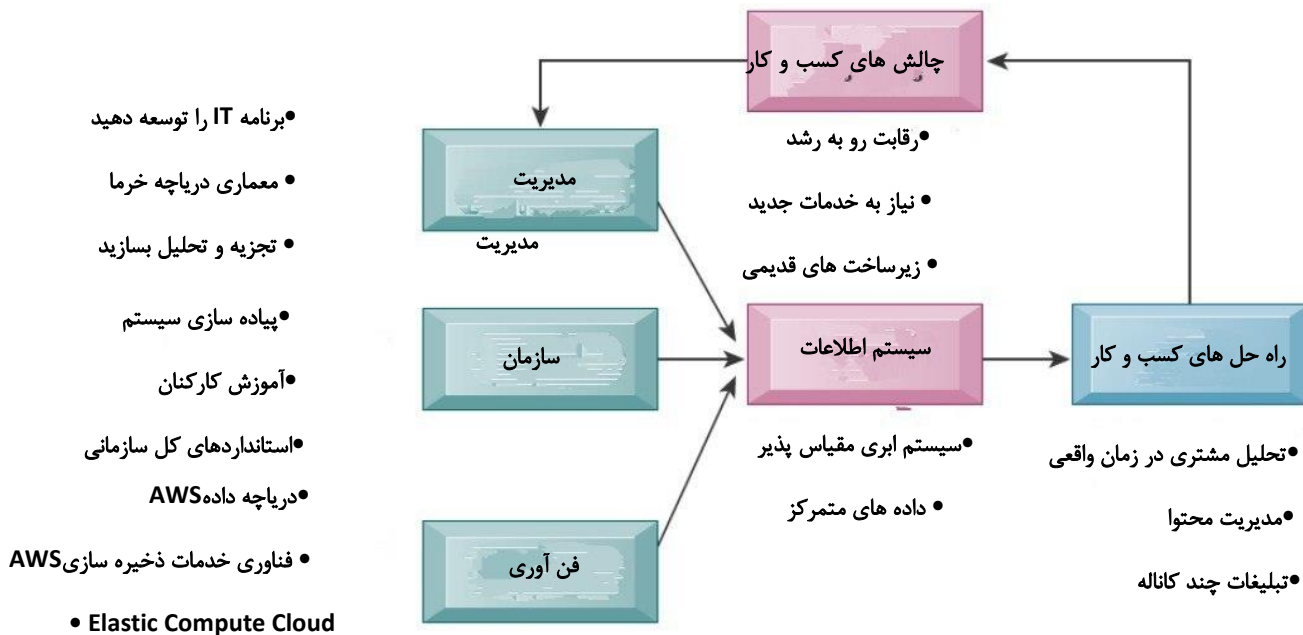 چالش های کسب و کار
•رقابت رو به رشد
• نیاز به خدمات جدید
• زیرساخت های قدیمی
مدیریت
مدیریت
•برنامه IT را توسعه دهید
• معماری دریاچه خرما
• تجزیه و تحلیل بسازید
سازمان
•پیاده سازی سیستم
•آموزش کارکنان
•استانداردهای کل سازمانی
فن آوری
•دریاچه دادهAWS
• فناوری خدمات ذخیره سازیAWS
• Elastic Compute Cloud
سیستم اطلاعات
•سیستم ابری مقیاس پذیر
• داده های متمرکز
راه حل های کسب و کار
•تحلیل مشتری در زمان واقعی
•مدیریت محتوا
•تبلیغات چند کاناله